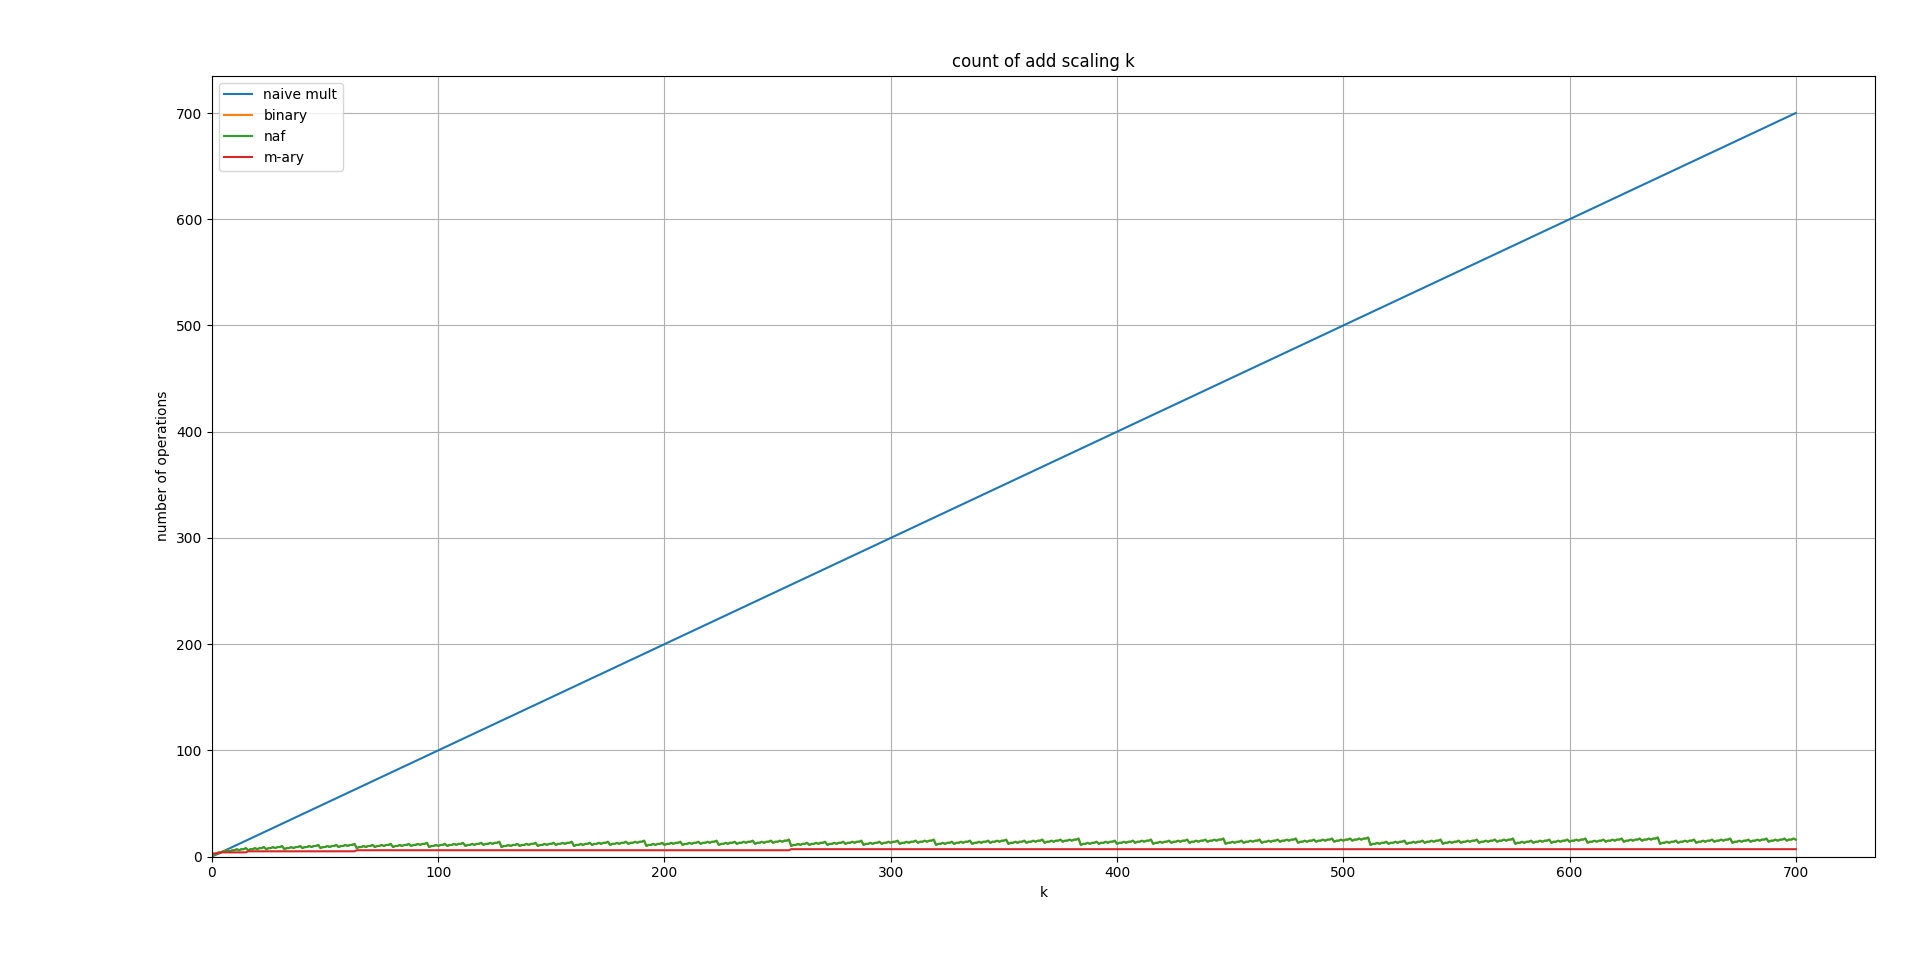 count of add scaling k
naive mult
binary
naf
m-ary
700
600
500
400
300
200
100
0
number of operations
0 100 200 300 400 500 600 700
k